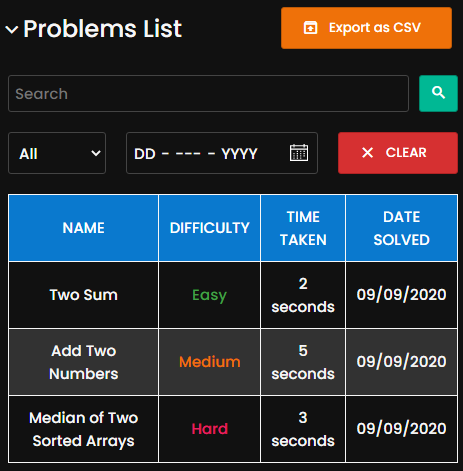 Problems List
Export as CSV
Search
All
DD - --- - YYYY
CLEAR
NAME DIFFICULTY TIME TAKEN DATE SOLVED
Two Sum Easy 2 seconds 09/09/2020
Add Two Numbers Medium 5 seconds 09/09/2020
Median of Two Sorted Arrays Hard 3 seconds 09/09/2020